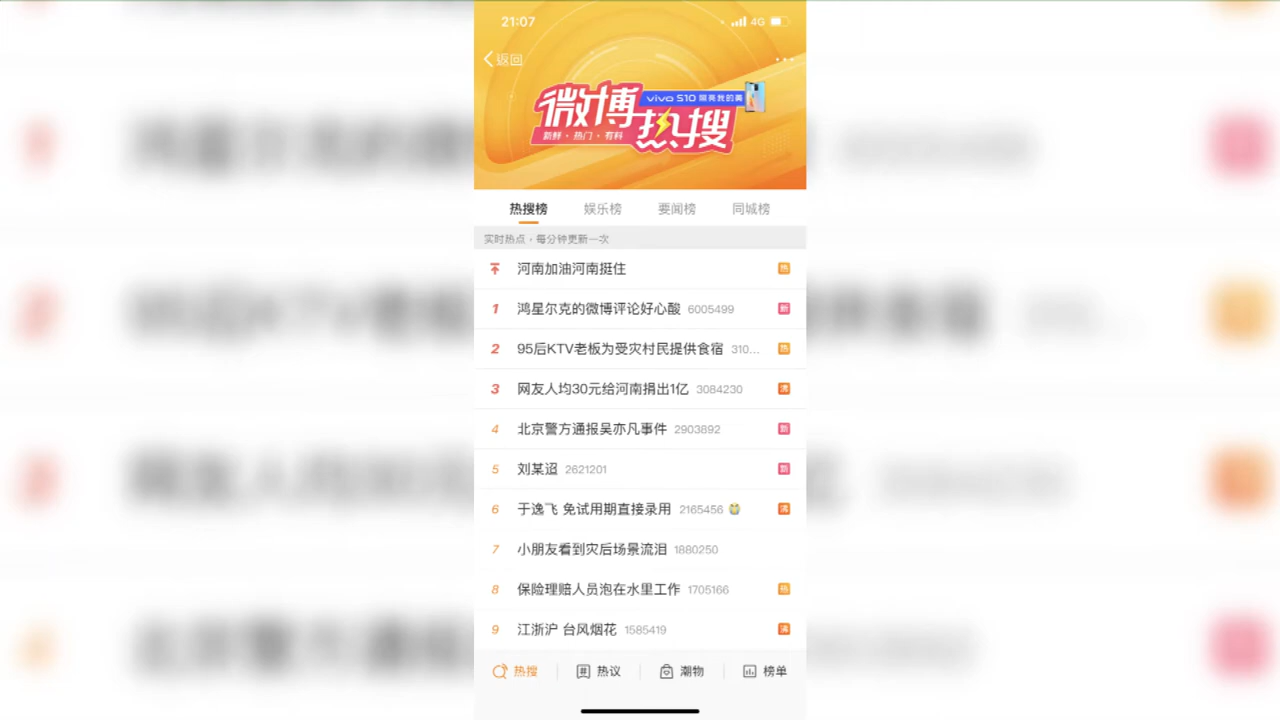 21:07
4G
返回
微博
vivo S10 照亮我的美
热搜
新鲜·热门·有料
热搜榜 娱乐榜 要闻榜 同城榜
实时热点，每分钟更新一次
河南加油河南挺住 热
1 鸿星尔克的微博评论好心酸 6005499 新
2 95后KTV老板为受灾村民提供食宿 310... 热
3 网友人均30元给河南捐出1亿 3084230 沸
4 北京警方通报吴亦凡事件 2903892 新
5 刘某迢 2621201 新
6 于逸飞 免试用期直接录用 2165456 沸
7 小朋友看到灾后场景流泪 1880250
8 保险理赔人员泡在水里工作 1705166 热
9 江浙沪 台风烟花 1585419 沸
热搜 热议 潮物 榜单